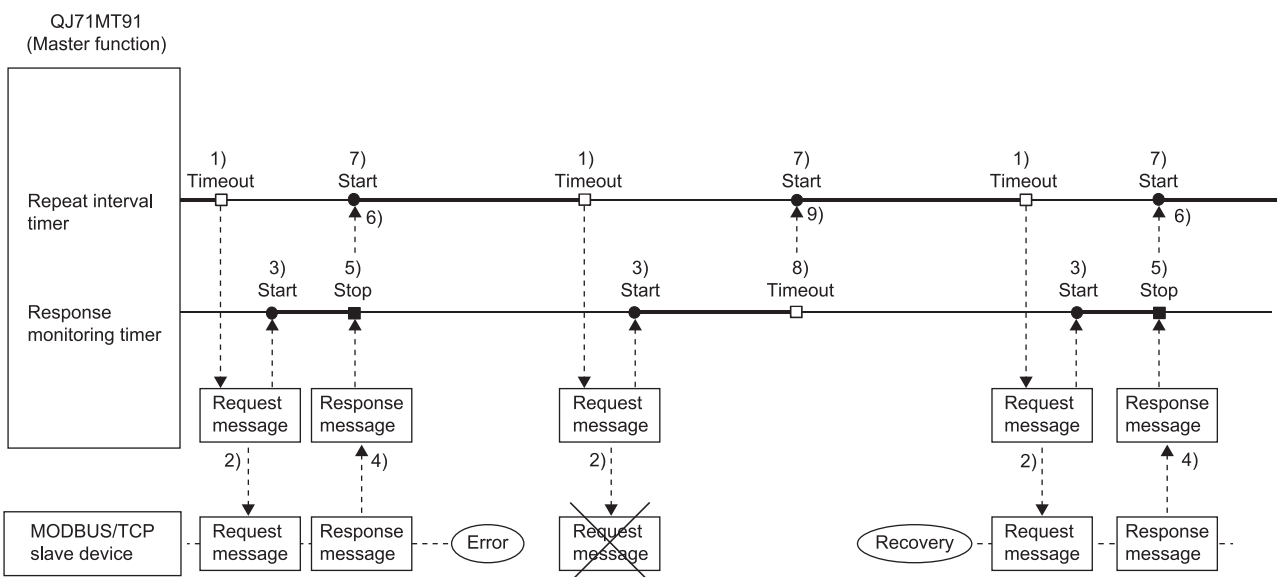 QJ71MT91
(Master function)
1)
Timeout
7)
Start
1)
Timeout
7)
Start
1)
Timeout
7)
Start
Repeat interval
timer
6)
9)
6)
3)
Start
5)
Stop
3)
Start
8)
Timeout
3)
Start
5)
Stop
Response
monitoring timer
Request
message
Response
message
Request
message
Request
message
Response
message
2)
4)
2)
2)
4)
MODBUS/TCP
slave device
Request
message
Response
message
Error
Request
message
Recovery
Request
message
Response
message